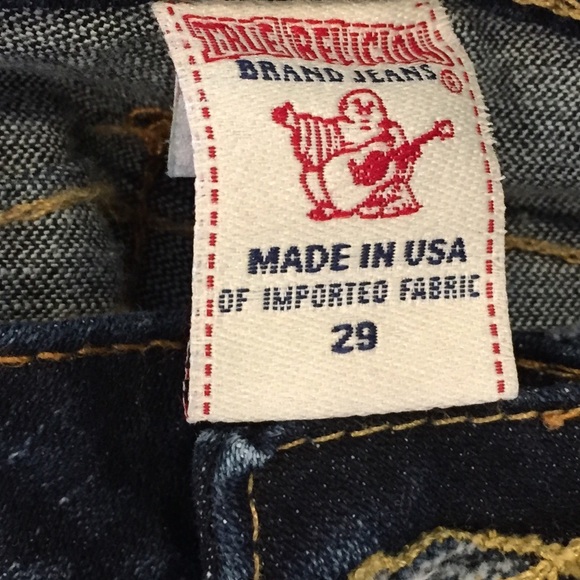 TRUE RELIGION
BRAND JEANS ®
MADE IN USA
OF IMPORTED FABRIC
29